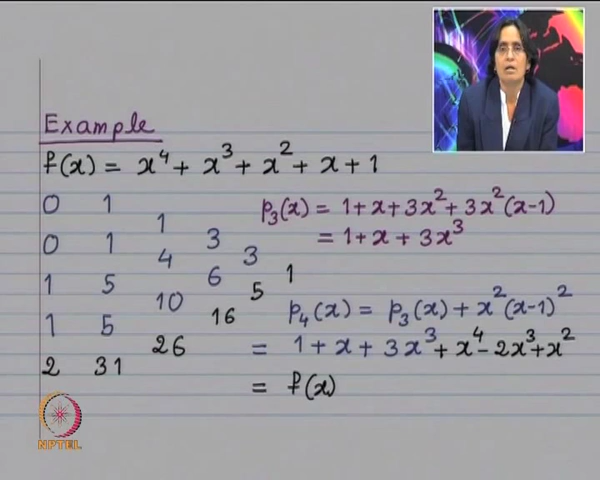 Example
f(x) = x⁴ + x³ + x² + x + 1
0 1
1
0 1 3
4 3
1 5 6 1
10 5
1 5 16
26
2 31
p₃(x) = 1+x+3x²+3x²(x-1)
= 1+x+3x³
p₄(x) = p₃(x) + x²(x-1)²
= 1+x+3x³+x⁴-2x³+x²
= f(x)
NPTEL